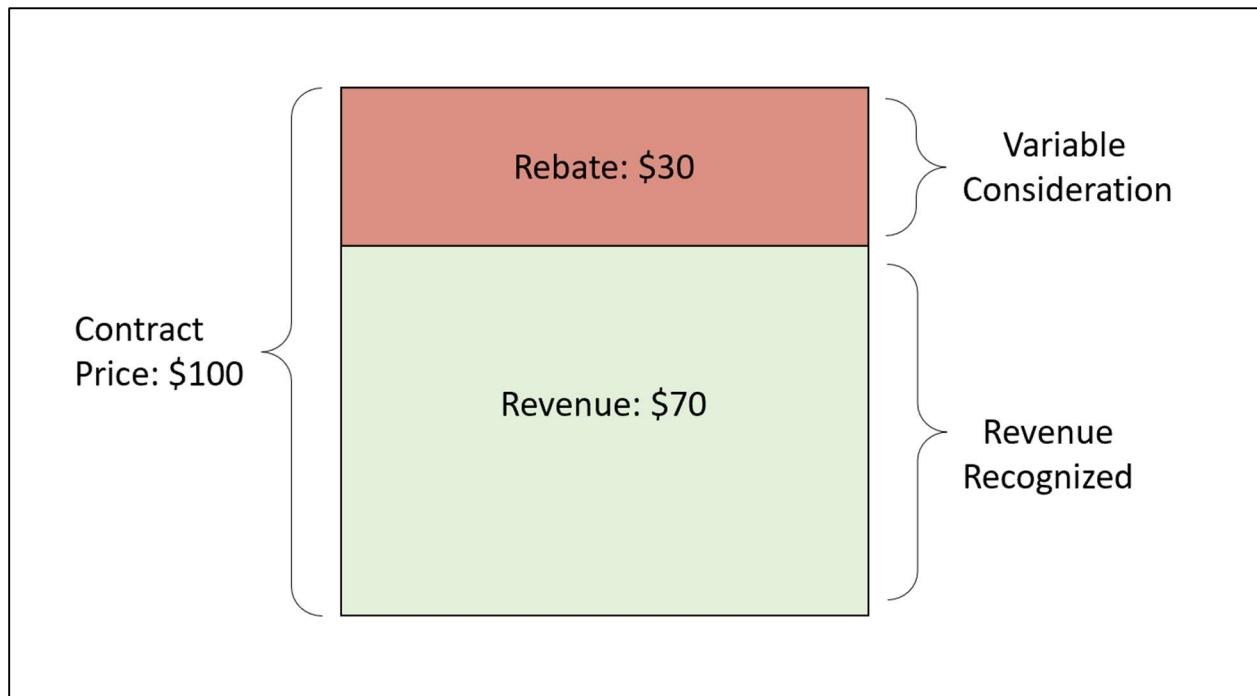 Rebate: $30
Variable
Consideration
Contract
Price: $100
Revenue: $70
Revenue
Recognized